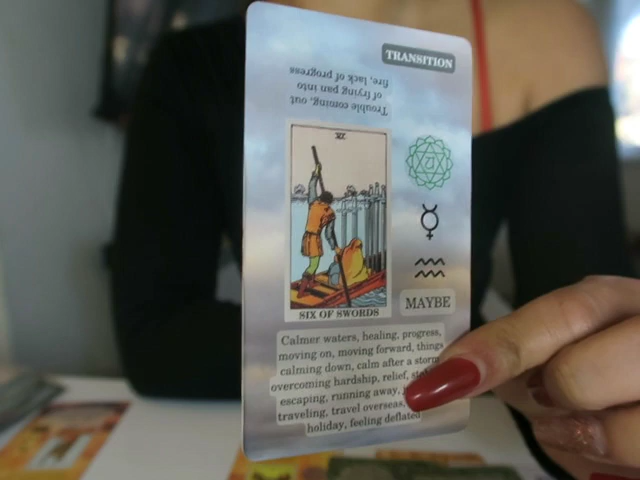 TRANSITION
Trouble coming, out
of frying pan into
fire, lack of progress
SIX OF SWORDS
MAYBE
Calmer waters, healing, progress,
moving on, moving forward, things
calming down, calm after a storm,
overcoming hardship, relief,
escaping, running away,
traveling, travel overseas,
holiday, feeling deflated